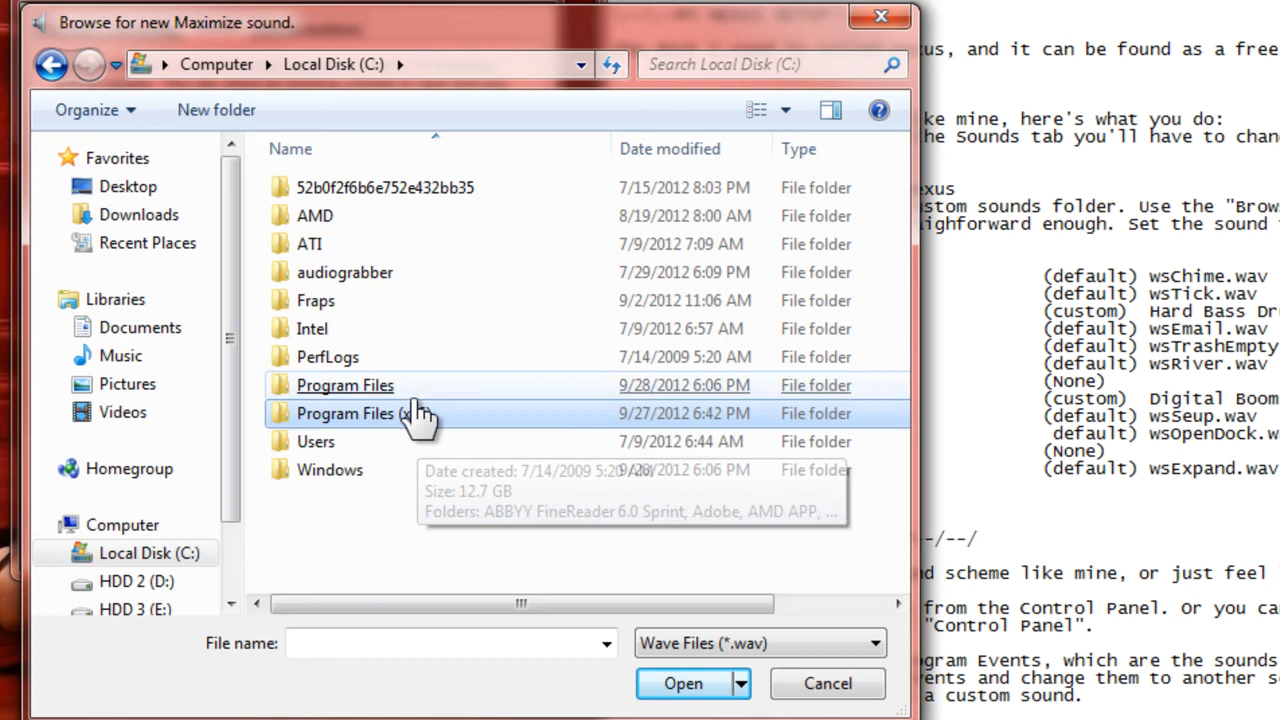 Browse for new Maximize sound.
Computer Local Disk (C:)
Search Local Disk (C:)
Organize New folder
Name Date modified Type
Favorites
Desktop
Downloads
Recent Places
Libraries
Documents
Music
Pictures
Videos
Homegroup
Computer
Local Disk (C:)
HDD 2 (D:)
HDD 3 (E:)
52b0f2f6b6e752e432bb35 7/15/2012 8:03 PM File folder
AMD 8/19/2012 8:00 AM File folder
ATI 7/9/2012 7:09 AM File folder
audiograbber 7/29/2012 6:09 PM File folder
Fraps 9/2/2012 11:06 AM File folder
Intel 7/9/2012 6:57 AM File folder
PerfLogs 7/14/2009 5:20 AM File folder
Program Files 9/28/2012 6:06 PM File folder
Program Files 9/27/2012 6:42 PM File folder
Users 7/9/2012 6:44 AM File folder
Windows 9/28/2012 6:06 PM File folder
Date created: 7/14/2009 5:20 AM
Size: 12.7 GB
Folders: ABBYY FineReader 6.0 Sprint, Adobe, AMD APP, ...
File name: Wave Files (*.wav)
Open Cancel
us, and it can be found as a free
ke mine, here's what you do:
the Sounds tab you'll have to chan
exus
stom sounds folder. Use the "Brow
ighforward enough. Set the sound
(default) wsChime.wav
(default) wsTick.wav
(custom) Hard Bass Dr
(default) wsEmail.wav
(default) wsTrashEmpty
(default) wsRiver.wav
(None)
(custom) Digital Boom
(default) wsSeup.wav
default) wsOpenDock.w
(None)
(default) wsExpand.wav
--/--/
d scheme like mine, or just feel
from the Control Panel. Or you ca
"Control Panel".
ogram Events, which are the sounds
vents and change them to another s
a custom sound.